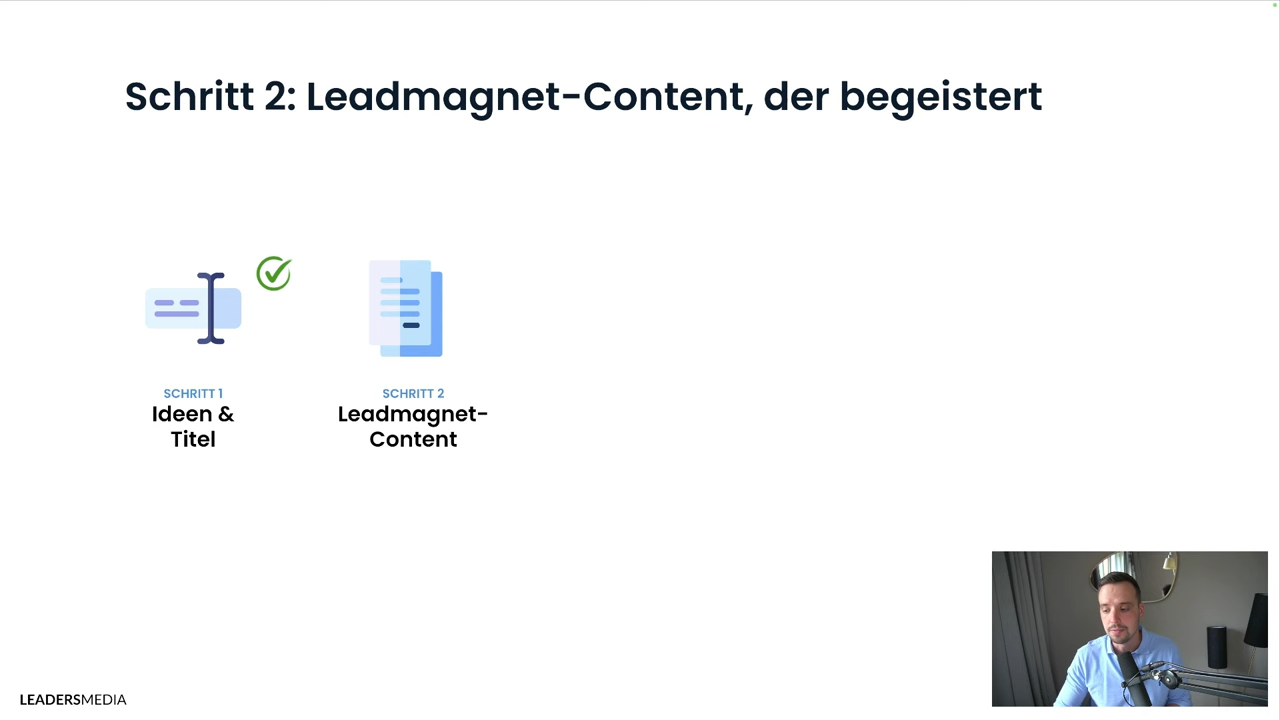 Schritt 2: Leadmagnet-Content, der begeistert
SCHRITT 1
Ideen &
Titel
SCHRITT 2
Leadmagnet-
Content
LEADERSMEDIA